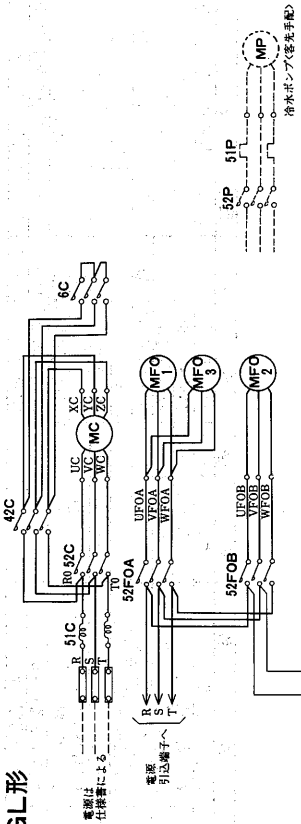 GL形
42C
6C
51C
R0
52C
T0
UC
VC
WC
MC
XC
YC
ZC
R
S
T
電源は
仕様書による
52FOA
UFOA
VFOA
WFOA
MFO
1
MFO
3
R
S
T
電源
引込端子へ
52FOB
UFOB
VFOB
WFOB
MFO
2
52P
51P
MP
冷水ポンプ(客先手配)